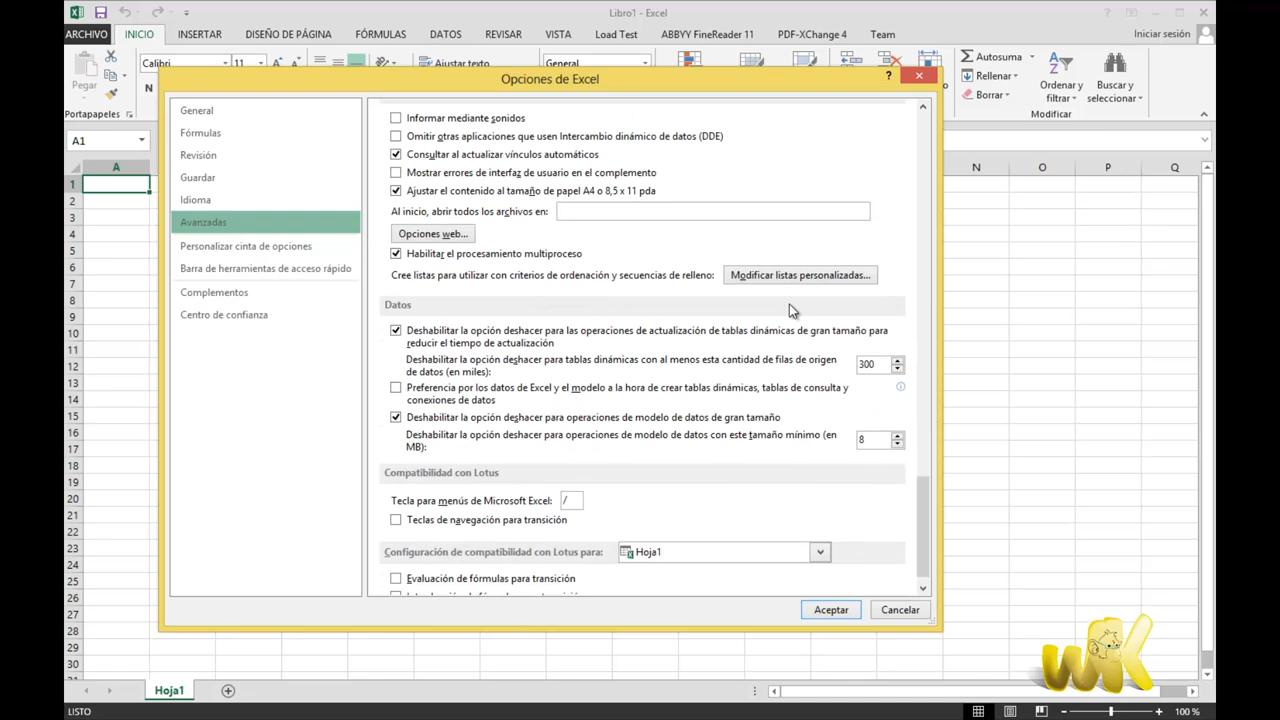 Libro1 - Excel
ARCHIVO INICIO INSERTAR DISEÑO DE PÁGINA FÓRMULAS DATOS REVISAR VISTA Load Test ABBYY FineReader 11 PDF-XChange 4 Team Iniciar sesión
Pegar
Portapapeles
Calibri 11
N
Ajustar texto
General
Autosuma
Rellenar
Borrar
Ordenar y filtrar
Buscar y seleccionar
Modificar
A1
Opciones de Excel
General
Fórmulas
Revisión
Guardar
Idioma
Avanzadas
Personalizar cinta de opciones
Barra de herramientas de acceso rápido
Complementos
Centro de confianza
Informar mediante sonidos
Omitir otras aplicaciones que usen Intercambio dinámico de datos (DDE)
Consultar al actualizar vínculos automáticos
Mostrar errores de interfaz de usuario en el complemento
Ajustar el contenido al tamaño de papel A4 o 8,5 x 11 pda
Al inicio, abrir todos los archivos en:
Opciones web...
Habilitar el procesamiento multiproceso
Cree listas para utilizar con criterios de ordenación y secuencias de relleno: Modificar listas personalizadas...
Datos
Deshabilitar la opción deshacer para las operaciones de actualización de tablas dinámicas de gran tamaño para
reducir el tiempo de actualización
Deshabilitar la opción deshacer para tablas dinámicas con al menos esta cantidad de filas de origen
de datos (en miles): 300
Preferencia por los datos de Excel y el modelo a la hora de crear tablas dinámicas, tablas de consulta y
conexiones de datos
Deshabilitar la opción deshacer para operaciones de modelo de datos de gran tamaño
Deshabilitar la opción deshacer para operaciones de modelo de datos con este tamaño mínimo (en
MB): 8
Compatibilidad con Lotus
Tecla para menús de Microsoft Excel: /
Teclas de navegación para transición
Configuración de compatibilidad con Lotus para: Hoja1
Evaluación de fórmulas para transición
Aceptar Cancelar
A N O P Q
1
2
3
4
5
6
7
8
9
10
11
12
13
14
15
16
17
18
19
20
21
22
23
24
25
26
27
28
29
30
Hoja1
LISTO
100 %
WK